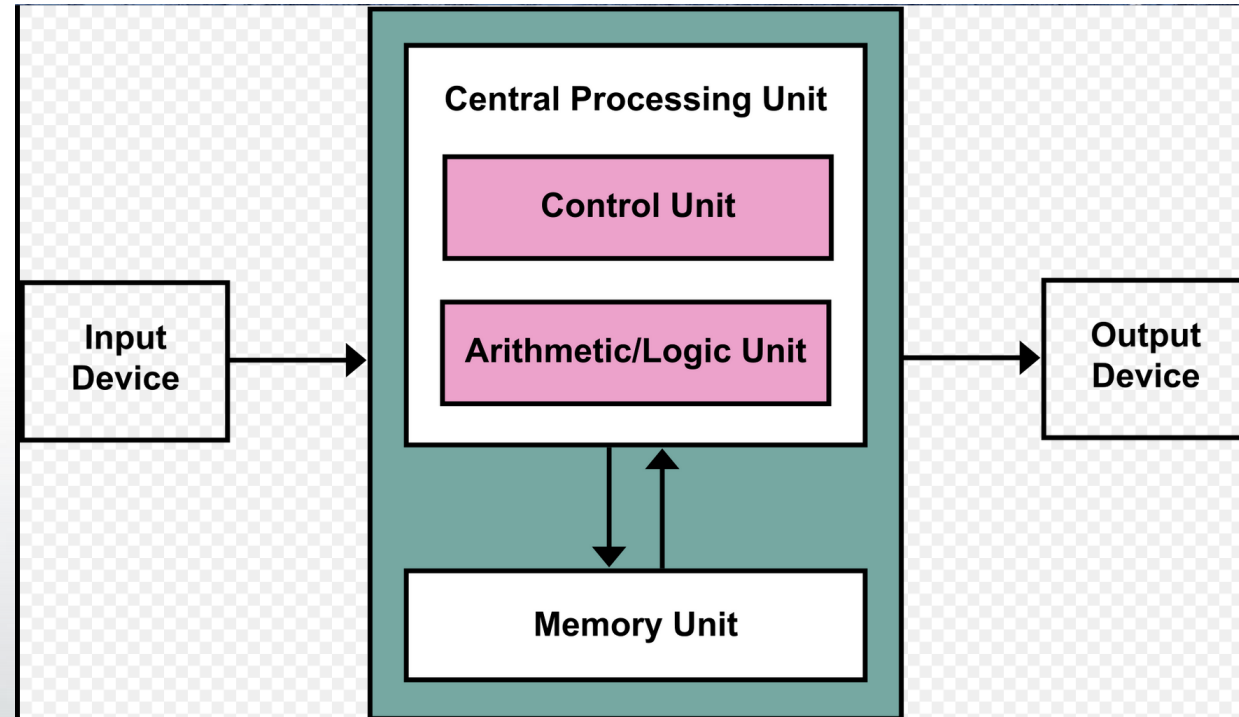 Central Processing Unit
Control Unit
Arithmetic/Logic Unit
Input
Device
Output
Device
Memory Unit